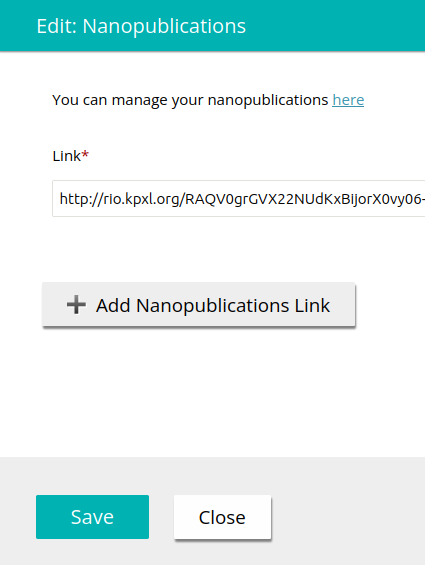 Edit: Nanopublications
You can manage your nanopublications here
Link*
http://rio.kpxl.org/RAQV0grGVX22NUdKxBiJorX0vy06-
+ Add Nanopublications Link
Save
Close